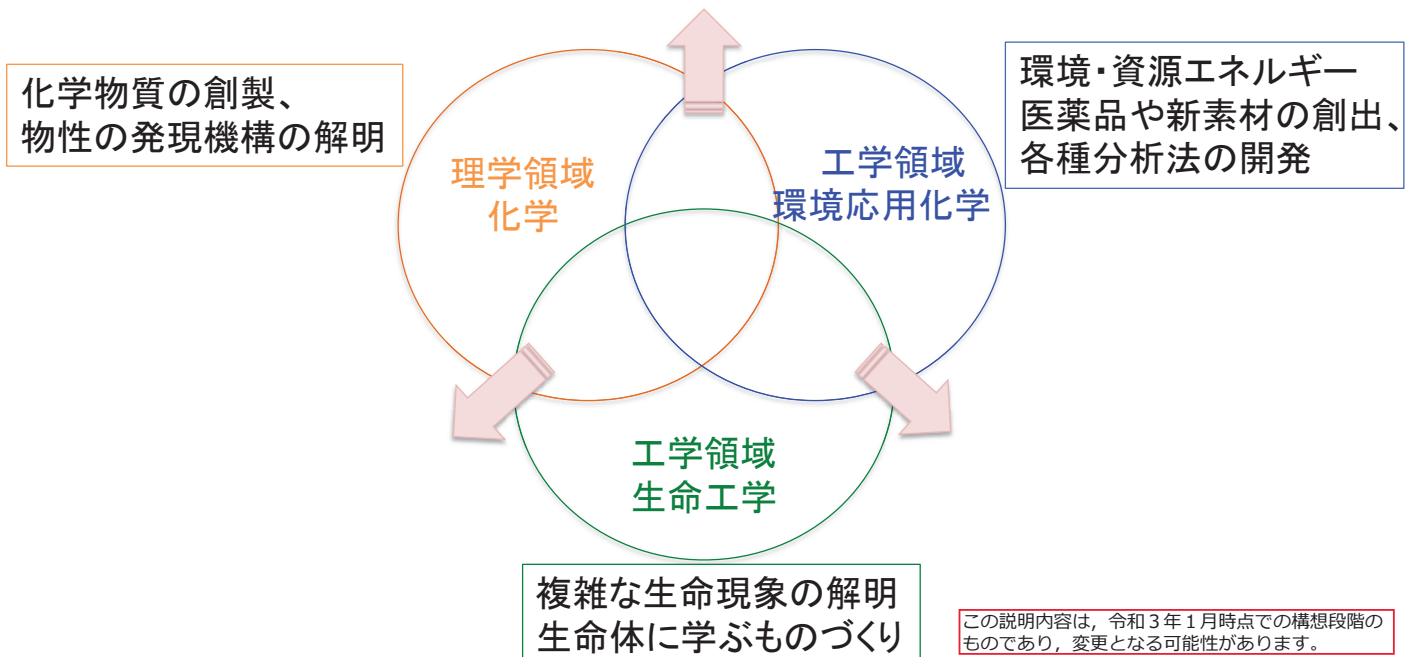 化学物質の創製、
物性の発現機構の解明
環境・資源エネルギー
医薬品や新素材の創出、
各種分析法の開発
理学領域
化学
工学領域
環境応用化学
工学領域
生命工学
複雑な生命現象の解明
生命体に学ぶものづくり
この説明内容は，令和３年１月時点での構想段階の
ものであり，変更となる可能性があります。